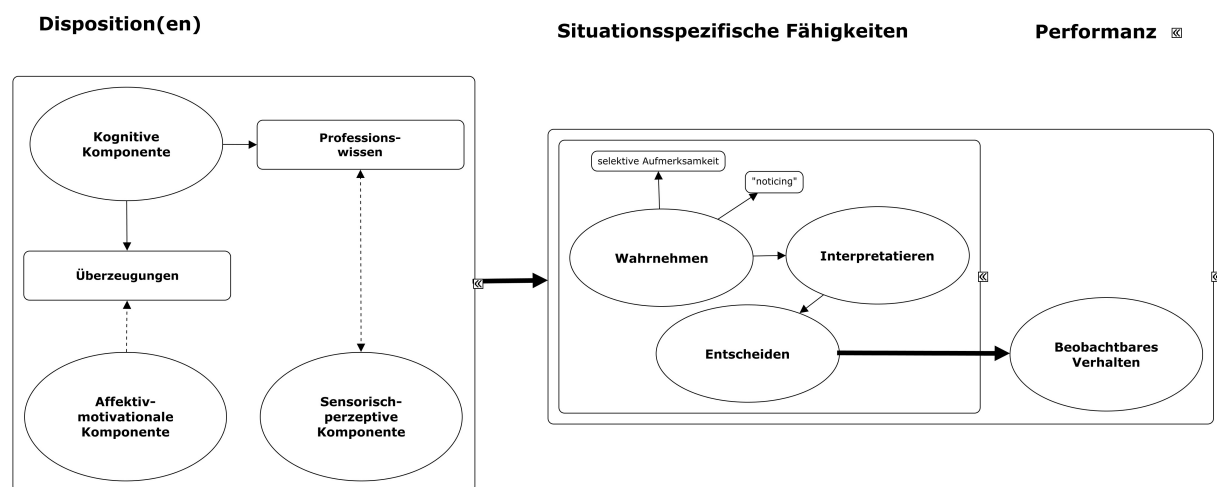 Disposition(en)
Situationsspezifische Fähigkeiten
Performanz
Kognitive
Komponente
Professions-
wissen
Überzeugungen
Affektiv-
motivationale
Komponente
Sensorisch-
perzeptive
Komponente
selektive Aufmerksamkeit
"noticing"
Wahrnehmen
Interpretatieren
Entscheiden
Beobachtbares
Verhalten